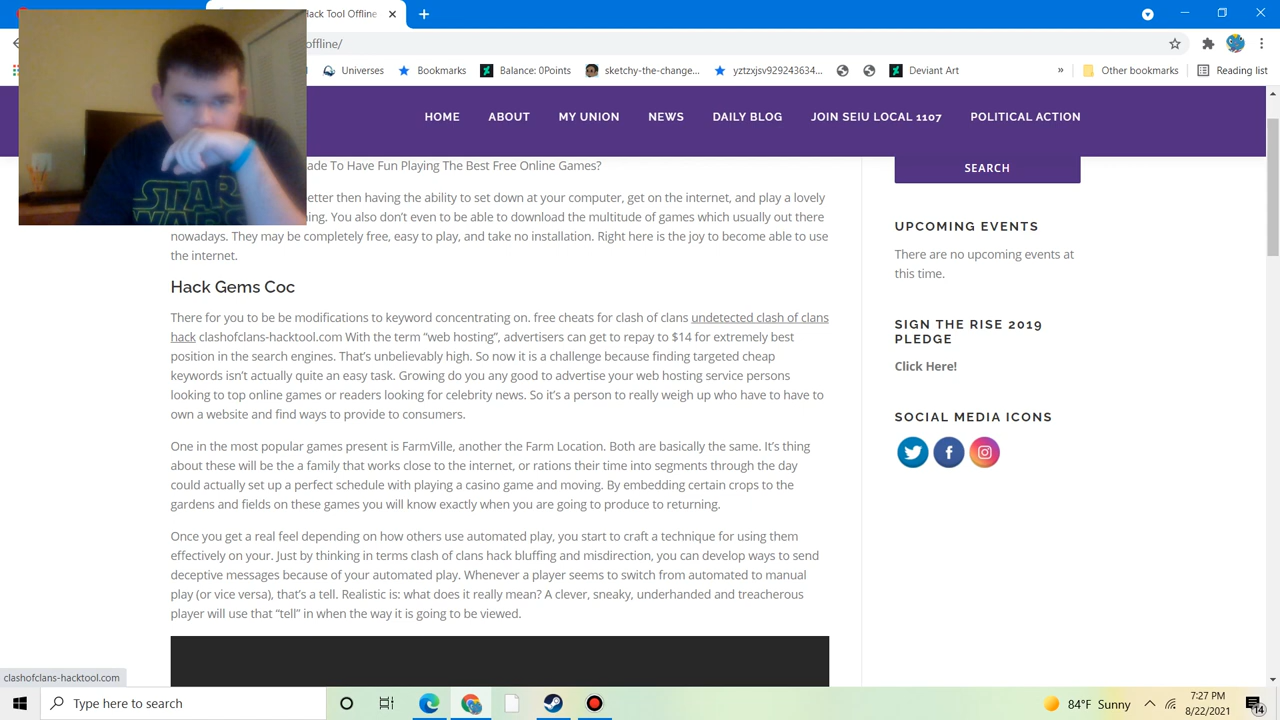 Hack Tool Offline
offline/
Universes
Bookmarks
Balance: 0Points
sketchy-the-change...
yztzxjsv929243634...
Deviant Art
»
Other bookmarks
Reading list
HOME
ABOUT
MY UNION
NEWS
DAILY BLOG
JOIN SEIU LOCAL 1107
POLITICAL ACTION
ade To Have Fun Playing The Best Free Online Games?
etter then having the ability to set down at your computer, get on the internet, and play a lovely
ing. You also don’t even to be able to download the multitude of games which usually out there
nowadays. They may be completely free, easy to play, and take no installation. Right here is the joy to become able to use
the internet.
Hack Gems Coc
There for you to be be modifications to keyword concentrating on. free cheats for clash of clans undetected clash of clans
hack clashofclans-hacktool.com With the term “web hosting”, advertisers can get to repay to $14 for extremely best
position in the search engines. That’s unbelievably high. So now it is a challenge because finding targeted cheap
keywords isn’t actually quite an easy task. Growing do you any good to advertise your web hosting service persons
looking to top online games or readers looking for celebrity news. So it’s a person to really weigh up who have to have to
own a website and find ways to provide to consumers.
One in the most popular games present is FarmVille, another the Farm Location. Both are basically the same. It’s thing
about these will be the a family that works close to the internet, or rations their time into segments through the day
could actually set up a perfect schedule with playing a casino game and moving. By embedding certain crops to the
gardens and fields on these games you will know exactly when you are going to produce to returning.
Once you get a real feel depending on how others use automated play, you start to craft a technique for using them
effectively on your. Just by thinking in terms clash of clans hack bluffing and misdirection, you can develop ways to send
deceptive messages because of your automated play. Whenever a player seems to switch from automated to manual
play (or vice versa), that’s a tell. Realistic is: what does it really mean? A clever, sneaky, underhanded and treacherous
player will use that “tell” in when the way it is going to be viewed.
SEARCH
UPCOMING EVENTS
There are no upcoming events at
this time.
SIGN THE RISE 2019
PLEDGE
Click Here!
SOCIAL MEDIA ICONS
STAR
WARS
clashofclans-hacktool.com
Type here to search
84°F Sunny
7:27 PM
8/22/2021
14